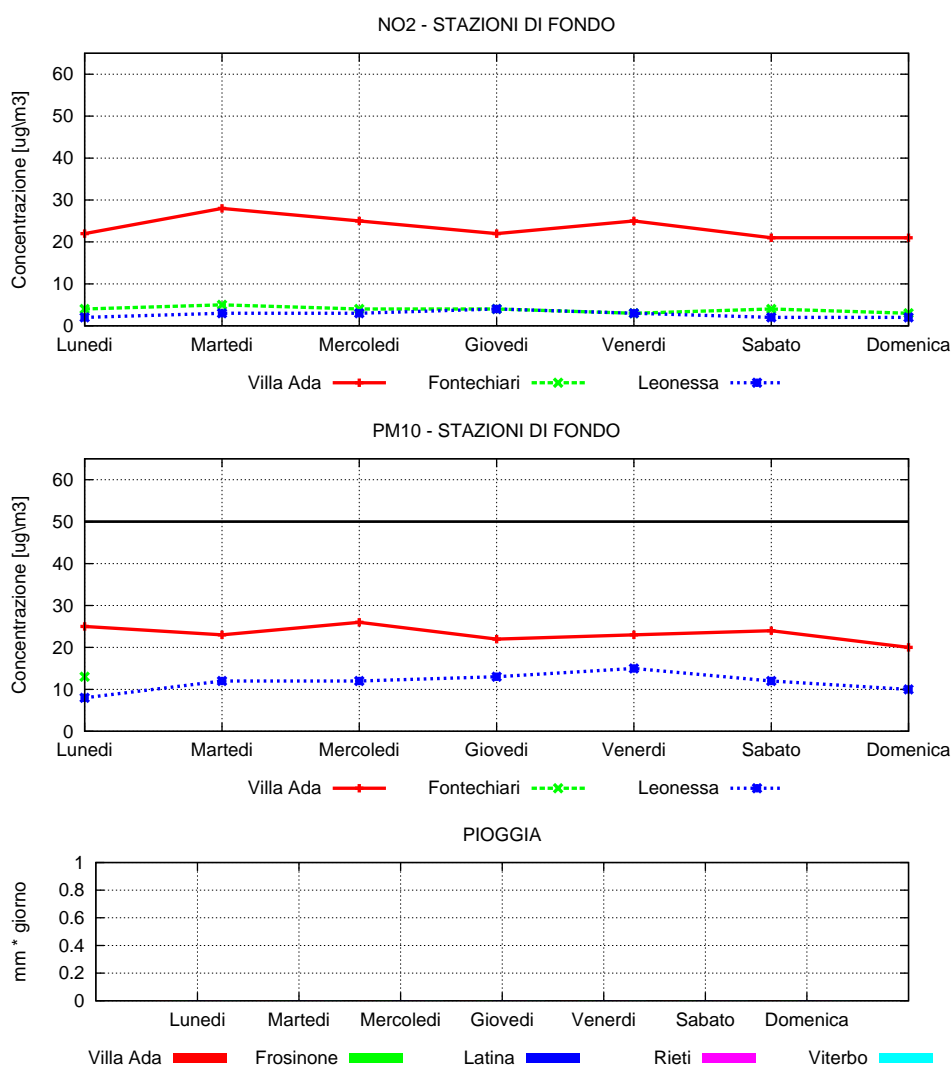 NO2 - STAZIONI DI FONDO
Concentrazione [ug\m3]
60
50
40
30
20
10
0
Lunedi Martedi Mercoledi Giovedi Venerdi Sabato Domenica
Villa Ada Fontechiari Leonessa
PM10 - STAZIONI DI FONDO
Concentrazione [ug\m3]
60
50
40
30
20
10
0
Lunedi Martedi Mercoledi Giovedi Venerdi Sabato Domenica
Villa Ada Fontechiari Leonessa
PIOGGIA
mm * giorno
1
0.8
0.6
0.4
0.2
0
Lunedi Martedi Mercoledi Giovedi Venerdi Sabato Domenica
Villa Ada Frosinone Latina Rieti Viterbo